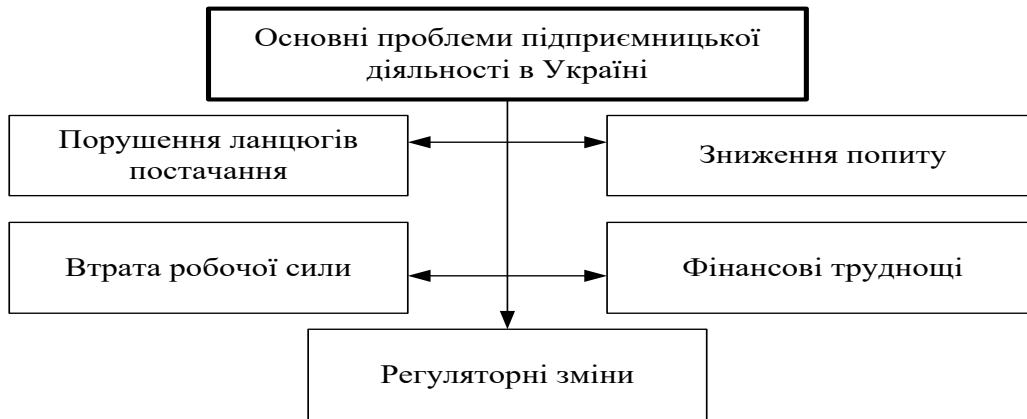 Основні проблеми підприємницької
діяльності в Україні
Порушення ланцюгів
постачання
Зниження попиту
Втрата робочої сили
Фінансові труднощі
Регуляторні зміни